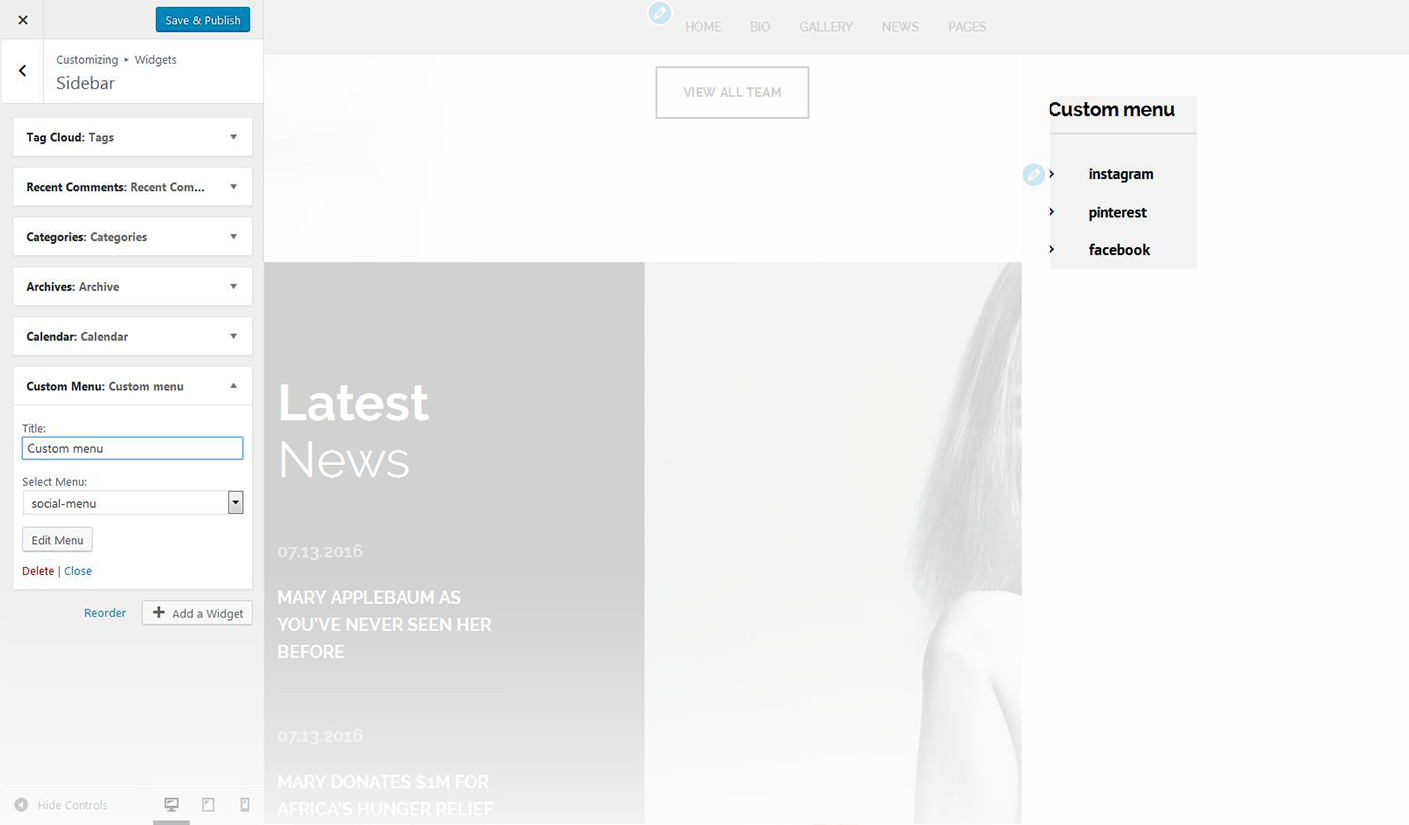 Save & Publish
Customizing ▸ Widgets
Sidebar
Tag Cloud: Tags
Recent Comments: Recent Com...
Categories: Categories
Archives: Archive
Calendar: Calendar
Custom Menu: Custom menu
Title:
Custom menu
Select Menu:
social-menu
Edit Menu
Delete | Close
Reorder
Add a Widget
Hide Controls
HOME BIO GALLERY NEWS PAGES
VIEW ALL TEAM
Latest
News
07.13.2016
MARY APPLEBAUM AS
YOU'VE NEVER SEEN HER
BEFORE
07.13.2016
MARY DONATES $1M FOR
AFRICA'S HUNGER RELIEF
Custom menu
instagram
pinterest
facebook